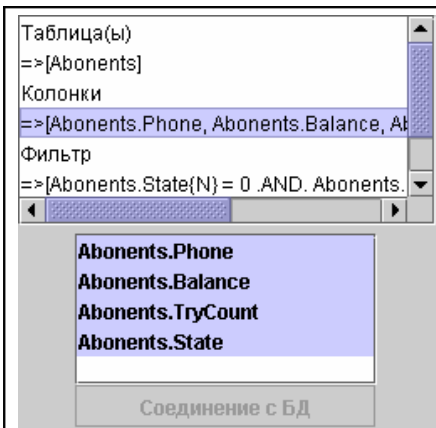 Таблица(ы)
=>[Abonents]
Колонки
=>[Abonents.Phone, Abonents.Balance, Ab
Фильтр
=>[Abonents.State{N} = 0 .AND. Abonents.
Abonents.Phone
Abonents.Balance
Abonents.TryCount
Abonents.State
Соединение с БД